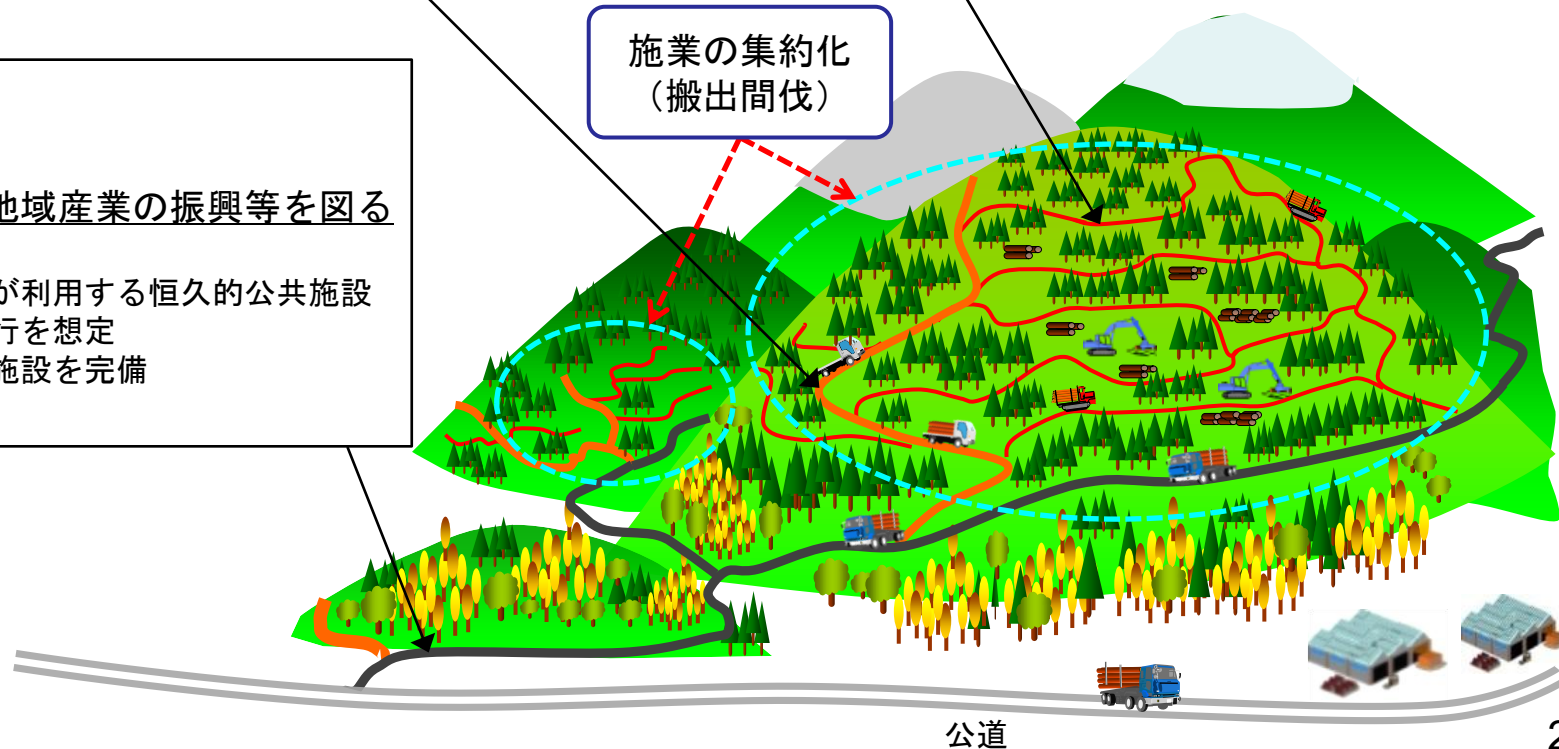 施業の集約化
（搬出間伐）
地域産業の振興等を図る
が利用する恒久的公共施設
行を想定
施設を完備
公道
2